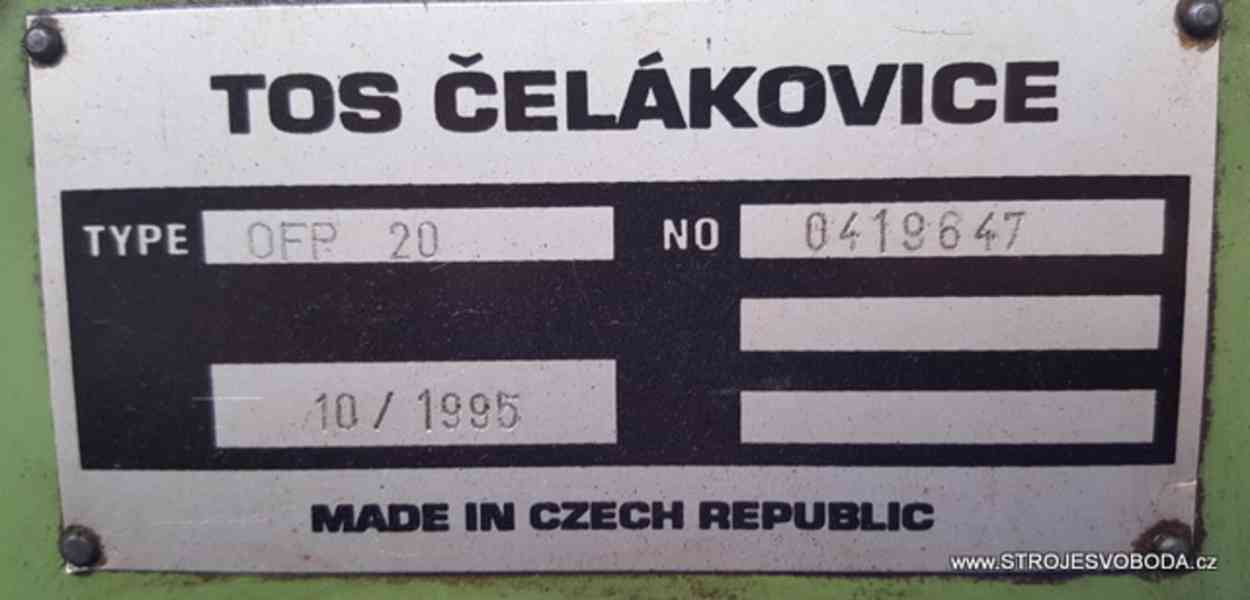 TOS ČELÁKOVICE
TYPE OFP 20 NO 0419647
10/1995
MADE IN CZECH REPUBLIC
www.STROJESVOBODA.cz